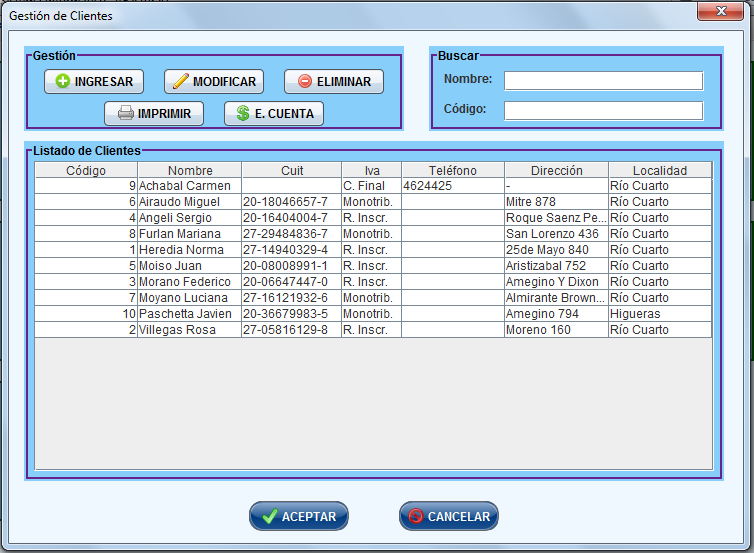 Gestión de Clientes
Gestión
INGRESAR MODIFICAR ELIMINAR
IMPRIMIR E. CUENTA
Buscar
Nombre:
Código:
Listado de Clientes
Código Nombre Cuit Iva Teléfono Dirección Localidad
9 Achabal Carmen C. Final 4624425 - Río Cuarto
6 Airaudo Miguel 20-18046657-7 Monotrib. Mitre 878 Río Cuarto
4 Angeli Sergio 20-16404004-7 R. Inscr. Roque Saenz Pe... Río Cuarto
8 Furlan Mariana 27-29484836-7 Monotrib. San Lorenzo 436 Río Cuarto
1 Heredia Norma 27-14940329-4 R. Inscr. 25de Mayo 840 Río Cuarto
5 Moiso Juan 20-08008991-1 R. Inscr. Aristizabal 752 Río Cuarto
3 Morano Federico 20-06647447-0 R. Inscr. Amegino Y Dixon Río Cuarto
7 Moyano Luciana 27-16121932-6 Monotrib. Almirante Brown... Río Cuarto
10 Paschetta Javien 20-36679983-5 Monotrib. Amegino 794 Higueras
2 Villegas Rosa 27-05816129-8 R. Inscr. Moreno 160 Río Cuarto
ACEPTAR CANCELAR